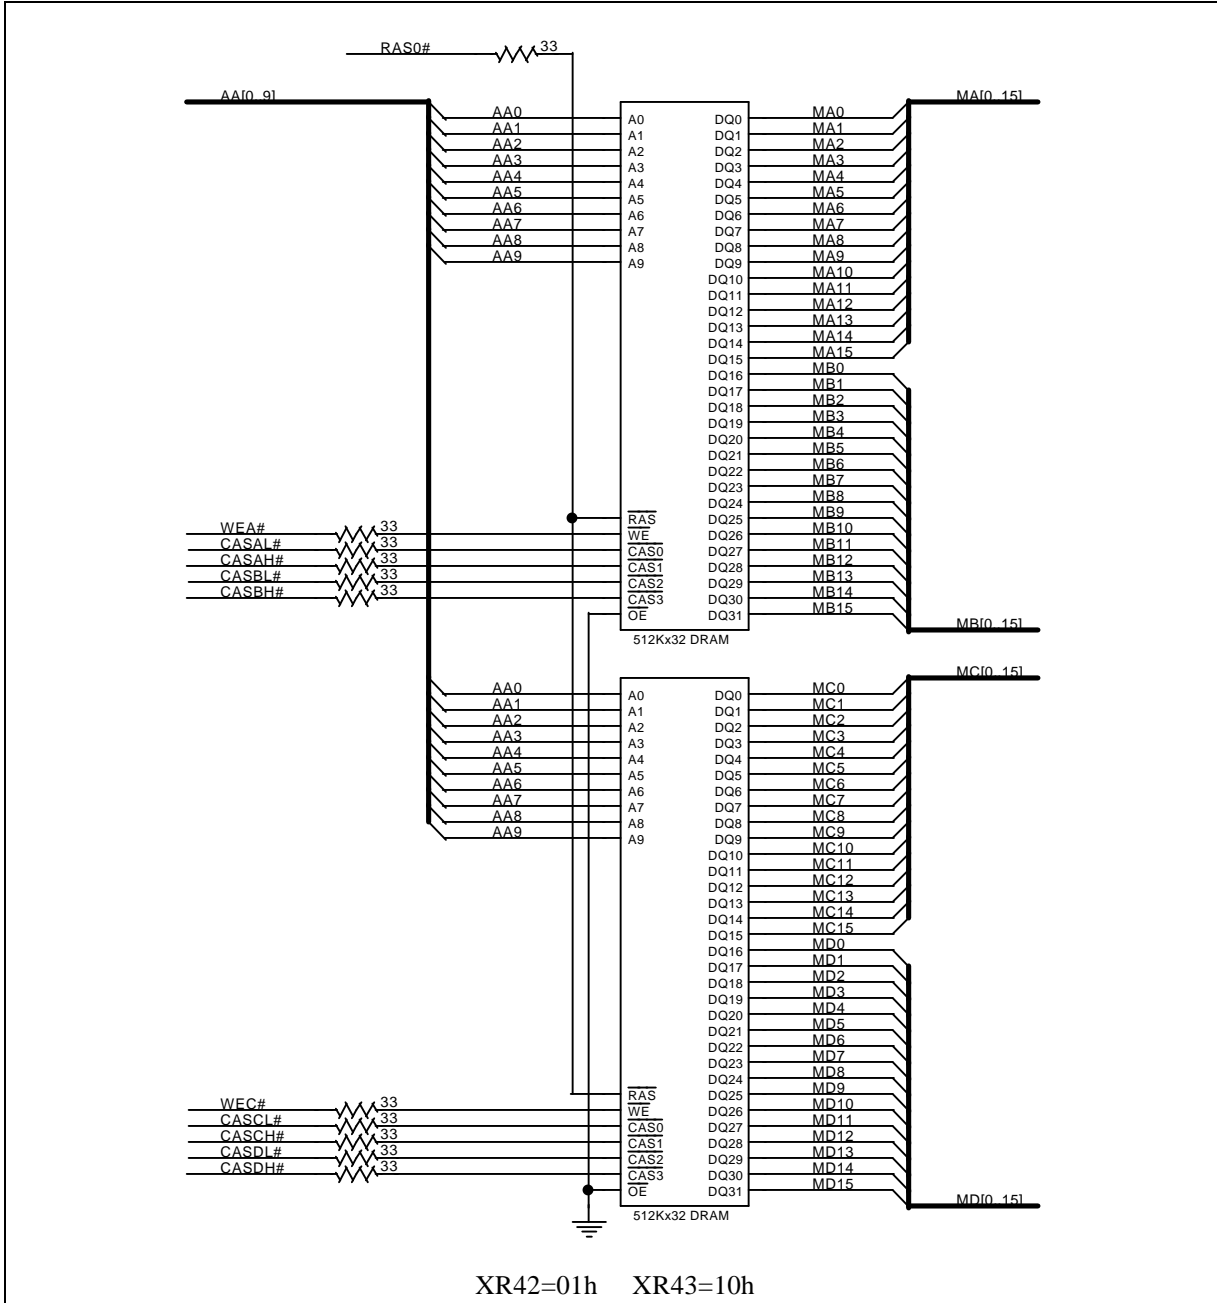 RAS0# 33
AA[0..9] MA[0..15]
AA0 A0 DQ0 MA0
AA1 A1 DQ1 MA1
AA2 A2 DQ2 MA2
AA3 A3 DQ3 MA3
AA4 A4 DQ4 MA4
AA5 A5 DQ5 MA5
AA6 A6 DQ6 MA6
AA7 A7 DQ7 MA7
AA8 A8 DQ8 MA8
AA9 A9 DQ9 MA9
DQ10 MA10
DQ11 MA11
DQ12 MA12
DQ13 MA13
DQ14 MA14
DQ15 MA15
DQ16 MB0
DQ17 MB1
DQ18 MB2
DQ19 MB3
DQ20 MB4
DQ21 MB5
DQ22 MB6
DQ23 MB7
DQ24 MB8
RAS DQ25 MB9
WEA# 33 WE DQ26 MB10
CASAL# 33 CAS0 DQ27 MB11
CASAH# 33 CAS1 DQ28 MB12
CASBL# 33 CAS2 DQ29 MB13
CASBH# 33 CAS3 DQ30 MB14
OE DQ31 MB15
MB[0..15]
512Kx32 DRAM
MC[0..15]
AA0 A0 DQ0 MC0
AA1 A1 DQ1 MC1
AA2 A2 DQ2 MC2
AA3 A3 DQ3 MC3
AA4 A4 DQ4 MC4
AA5 A5 DQ5 MC5
AA6 A6 DQ6 MC6
AA7 A7 DQ7 MC7
AA8 A8 DQ8 MC8
AA9 A9 DQ9 MC9
DQ10 MC10
DQ11 MC11
DQ12 MC12
DQ13 MC13
DQ14 MC14
DQ15 MC15
DQ16 MD0
DQ17 MD1
DQ18 MD2
DQ19 MD3
DQ20 MD4
DQ21 MD5
DQ22 MD6
DQ23 MD7
DQ24 MD8
RAS DQ25 MD9
WEC# 33 WE DQ26 MD10
CASCL# 33 CAS0 DQ27 MD11
CASCH# 33 CAS1 DQ28 MD12
CASDL# 33 CAS2 DQ29 MD13
CASDH# 33 CAS3 DQ30 MD14
OE DQ31 MD15
MD[0..15]
512Kx32 DRAM
XR42=01h XR43=10h